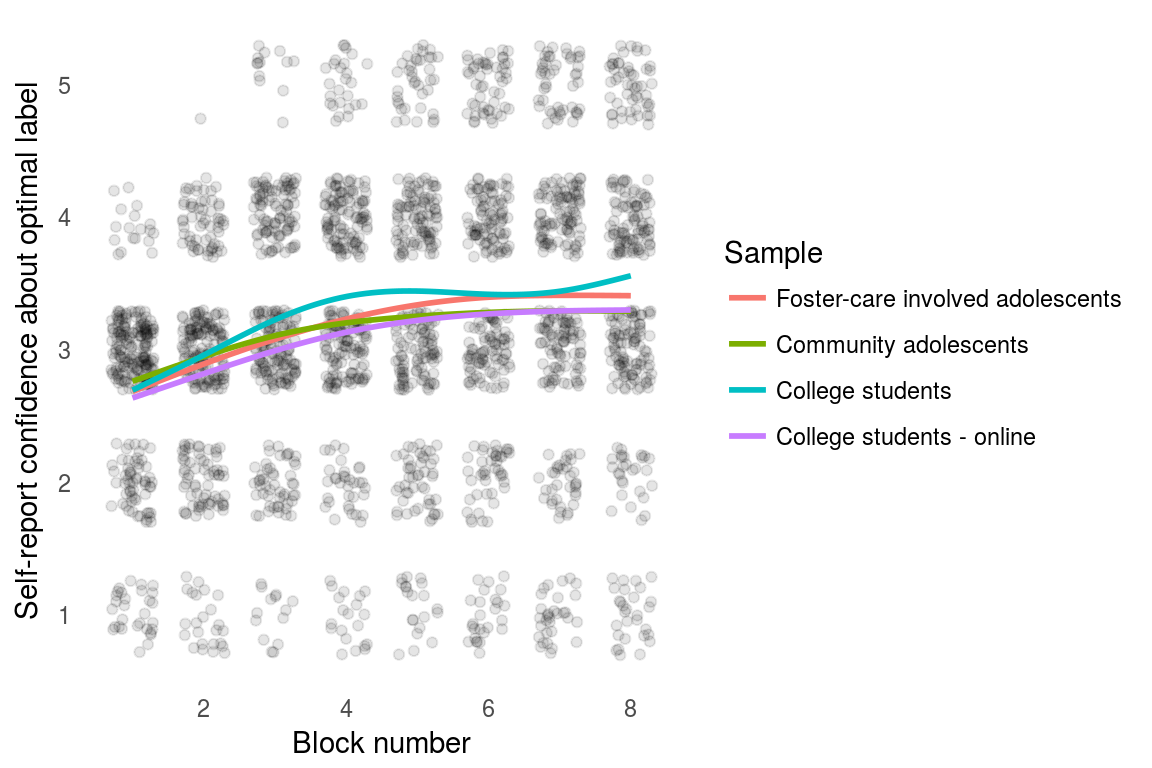 Self-report confidence about optimal label
5
4
3
2
1
2
4
6
8
Block number
Sample
Foster-care involved adolescents
Community adolescents
College students
College students - online